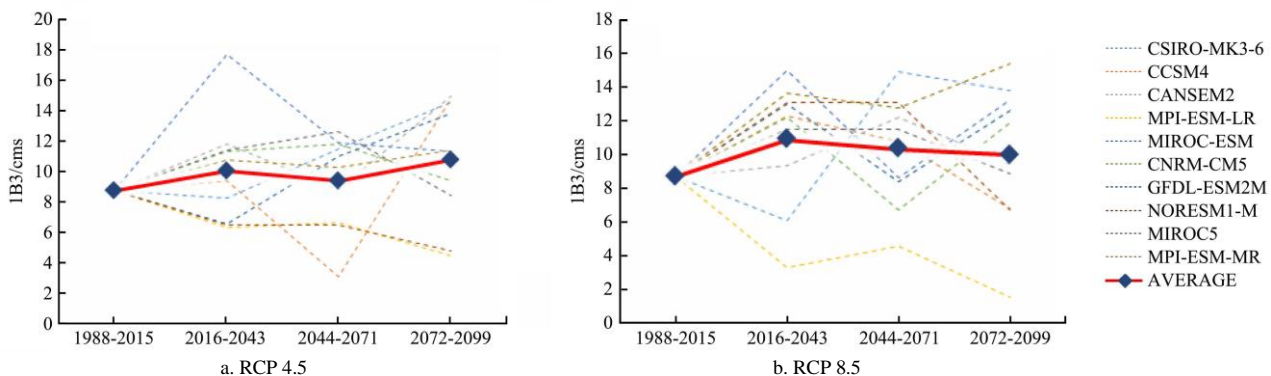 20
18
16
14
12
10
8
6
4
2
0
1B3/cms
1988-2015
2016-2043
2044-2071
2072-2099
a. RCP 4.5
18
16
14
12
10
8
6
4
2
0
1B3/cms
1988-2015
2016-2043
2044-2071
2072-2099
b. RCP 8.5
CSIRO-MK3-6
CCSM4
CANSEM2
MPI-ESM-LR
MIROC-ESM
CNRM-CM5
GFDL-ESM2M
NORESM1-M
MIROC5
MPI-ESM-MR
AVERAGE